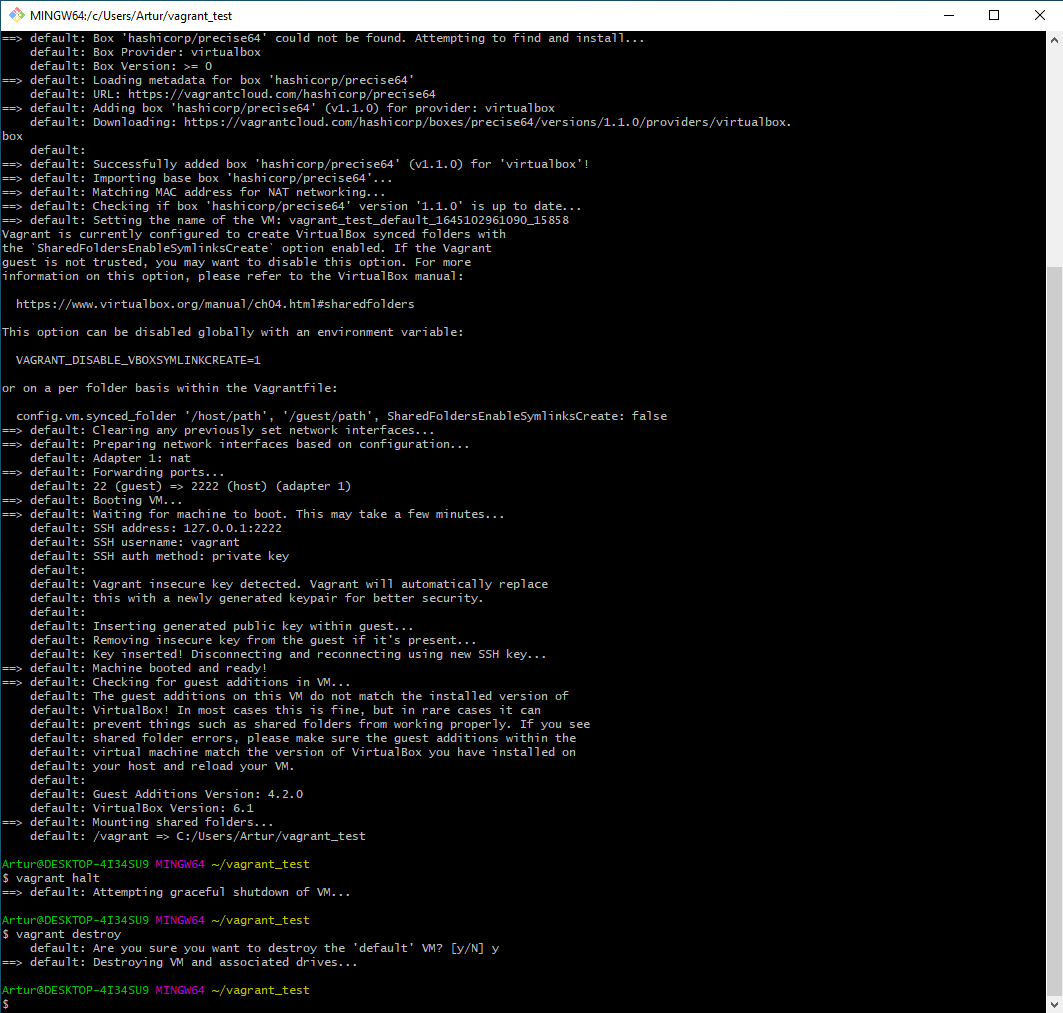 MINGW64:/c/Users/Artur/vagrant_test
==> default: Box 'hashicorp/precise64' could not be found. Attempting to find and install...
    default: Box Provider: virtualbox
    default: Box Version: >= 0
==> default: Loading metadata for box 'hashicorp/precise64'
    default: URL: https://vagrantcloud.com/hashicorp/precise64
==> default: Adding box 'hashicorp/precise64' (v1.1.0) for provider: virtualbox
    default: Downloading: https://vagrantcloud.com/hashicorp/boxes/precise64/versions/1.1.0/providers/virtualbox.
box
    default:
==> default: Successfully added box 'hashicorp/precise64' (v1.1.0) for 'virtualbox'!
==> default: Importing base box 'hashicorp/precise64'...
==> default: Matching MAC address for NAT networking...
==> default: Checking if box 'hashicorp/precise64' version '1.1.0' is up to date...
==> default: Setting the name of the VM: vagrant_test_default_1645102961090_15858
Vagrant is currently configured to create VirtualBox synced folders with
the `SharedFoldersEnableSymlinksCreate` option enabled. If the Vagrant
guest is not trusted, you may want to disable this option. For more
information on this option, please refer to the VirtualBox manual:

  https://www.virtualbox.org/manual/ch04.html#sharedfolders

This option can be disabled globally with an environment variable:

  VAGRANT_DISABLE_VBOXSYMLINKCREATE=1

or on a per folder basis within the Vagrantfile:

  config.vm.synced_folder '/host/path', '/guest/path', SharedFoldersEnableSymlinksCreate: false
==> default: Clearing any previously set network interfaces...
==> default: Preparing network interfaces based on configuration...
    default: Adapter 1: nat
==> default: Forwarding ports...
    default: 22 (guest) => 2222 (host) (adapter 1)
==> default: Booting VM...
==> default: Waiting for machine to boot. This may take a few minutes...
    default: SSH address: 127.0.0.1:2222
    default: SSH username: vagrant
    default: SSH auth method: private key
    default:
    default: Vagrant insecure key detected. Vagrant will automatically replace
    default: this with a newly generated keypair for better security.
    default:
    default: Inserting generated public key within guest...
    default: Removing insecure key from the guest if it's present...
    default: Key inserted! Disconnecting and reconnecting using new SSH key...
==> default: Machine booted and ready!
==> default: Checking for guest additions in VM...
    default: The guest additions on this VM do not match the installed version of
    default: VirtualBox! In most cases this is fine, but in rare cases it can
    default: prevent things such as shared folders from working properly. If you see
    default: shared folder errors, please make sure the guest additions within the
    default: virtual machine match the version of VirtualBox you have installed on
    default: your host and reload your VM.
    default:
    default: Guest Additions Version: 4.2.0
    default: VirtualBox Version: 6.1
==> default: Mounting shared folders...
    default: /vagrant => C:/Users/Artur/vagrant_test

Artur@DESKTOP-4I34SU9 MINGW64 ~/vagrant_test
$ vagrant halt
==> default: Attempting graceful shutdown of VM...

Artur@DESKTOP-4I34SU9 MINGW64 ~/vagrant_test
$ vagrant destroy
    default: Are you sure you want to destroy the 'default' VM? [y/N] y
==> default: Destroying VM and associated drives...

Artur@DESKTOP-4I34SU9 MINGW64 ~/vagrant_test
$